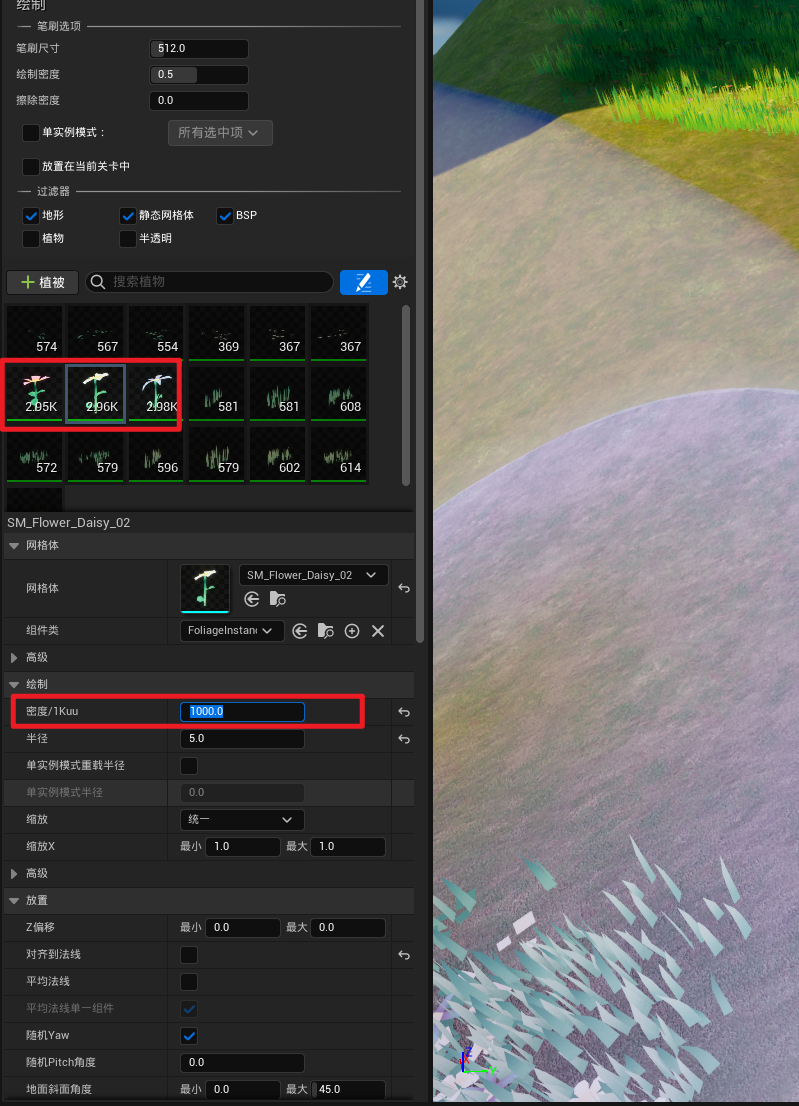 绘制
笔刷选项
笔刷尺寸 512.0
绘制密度 0.5
擦除密度 0.0
单实例模式： 所有选中项
放置在当前关卡中
过滤器
地形 静态网格体 BSP
植物 半透明
植被 搜索植物
574 567 554 369 367 367
2.95K 2.96K 2.98K 581 581 608
572 579 596 579 602 614
SM_Flower_Daisy_02
网格体
网格体 SM_Flower_Daisy_02
组件类 FoliageInstan
高级
绘制
密度/1Kuu 1000.0
半径 5.0
单实例模式重载半径
单实例模式半径 0.0
缩放 统一
缩放X 最小 1.0 最大 1.0
高级
放置
Z偏移 最小 0.0 最大 0.0
对齐到法线
平均法线
平均法线单一组件
随机Yaw
随机Pitch角度 0.0
地面斜面角度 最小 0.0 最大 45.0